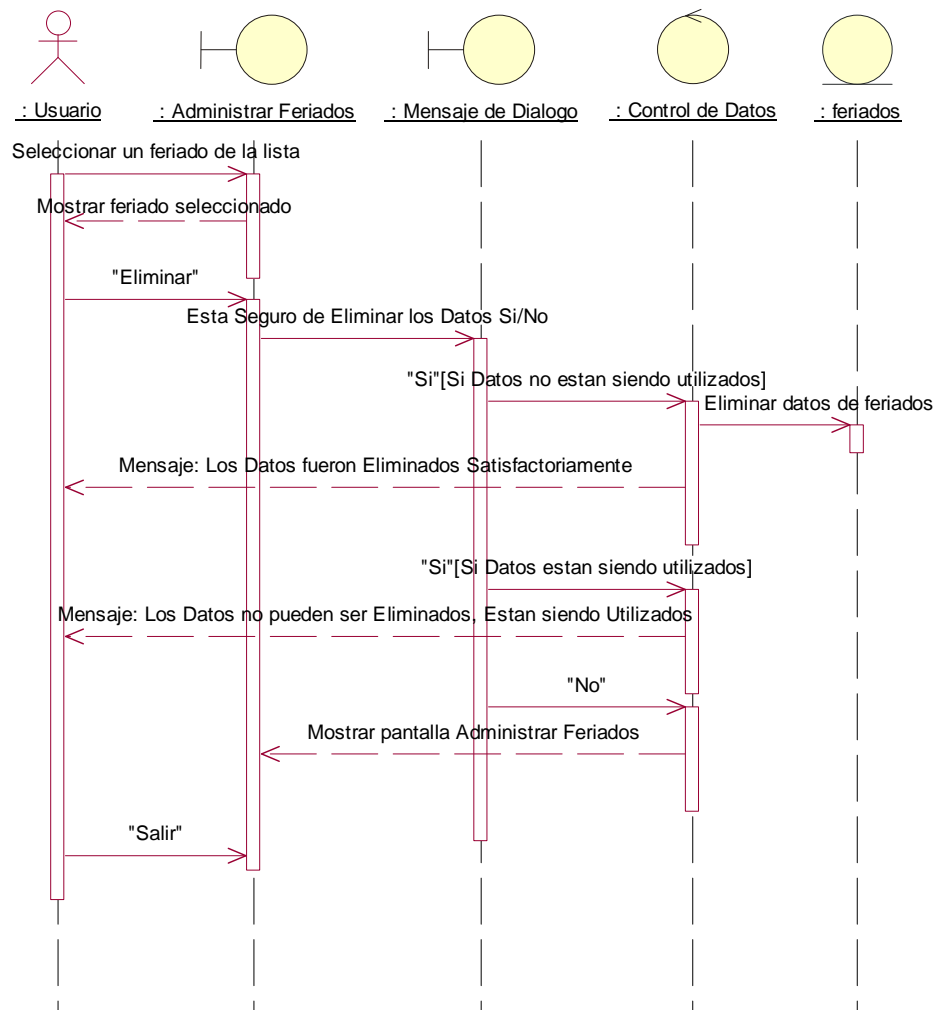 : Usuario
: Administrar Feriados
: Mensaje de Dialogo
: Control de Datos
: feriados
Seleccionar un feriado de la lista
Mostrar feriado seleccionado
"Eliminar"
Esta Seguro de Eliminar los Datos Si/No
"Si"[Si Datos no estan siendo utilizados]
Eliminar datos de feriados
Mensaje: Los Datos fueron Eliminados Satisfactoriamente
"Si"[Si Datos estan siendo utilizados]
Mensaje: Los Datos no pueden ser Eliminados, Estan siendo Utilizados
"No"
Mostrar pantalla Administrar Feriados
"Salir"